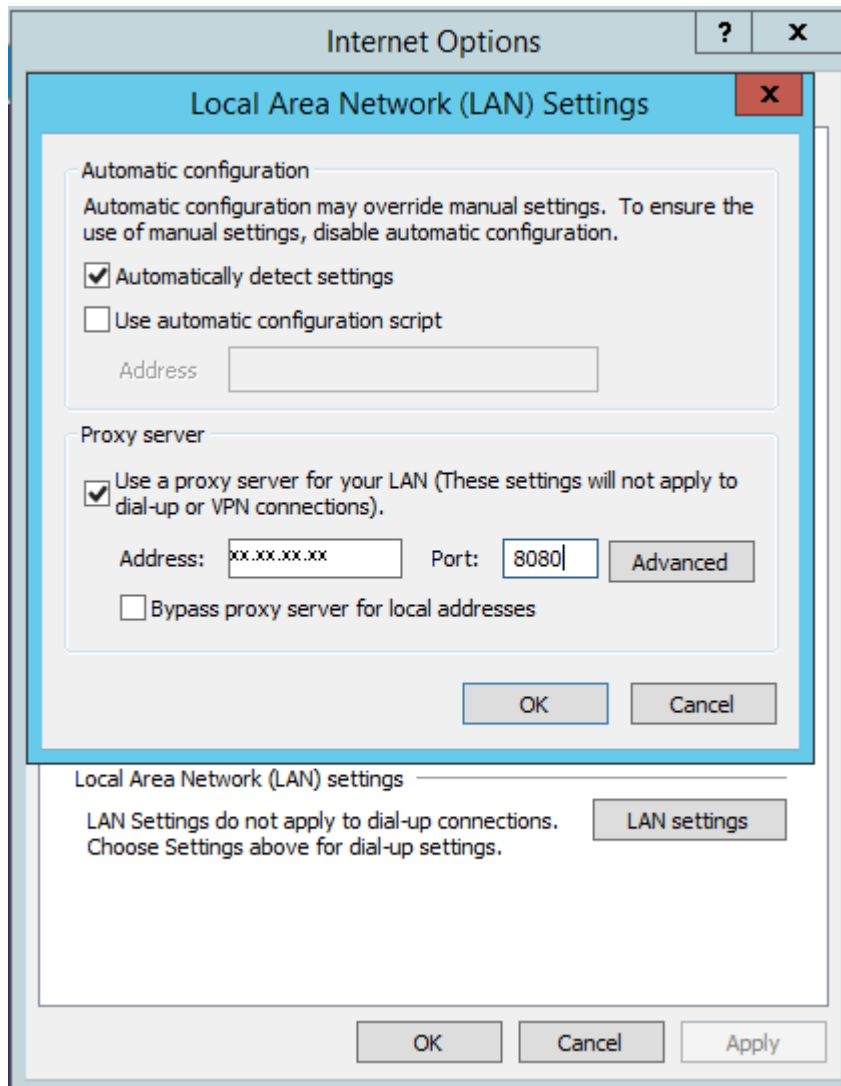 Internet Options
? x
Local Area Network (LAN) Settings
x
Automatic configuration
Automatic configuration may override manual settings. To ensure the
use of manual settings, disable automatic configuration.
Automatically detect settings
Use automatic configuration script
Address
Proxy server
Use a proxy server for your LAN (These settings will not apply to
dial-up or VPN connections).
Address: xx.xx.xx.xx Port: 8080 Advanced
Bypass proxy server for local addresses
OK Cancel
Local Area Network (LAN) settings
LAN Settings do not apply to dial-up connections.
Choose Settings above for dial-up settings.
LAN settings
OK Cancel Apply